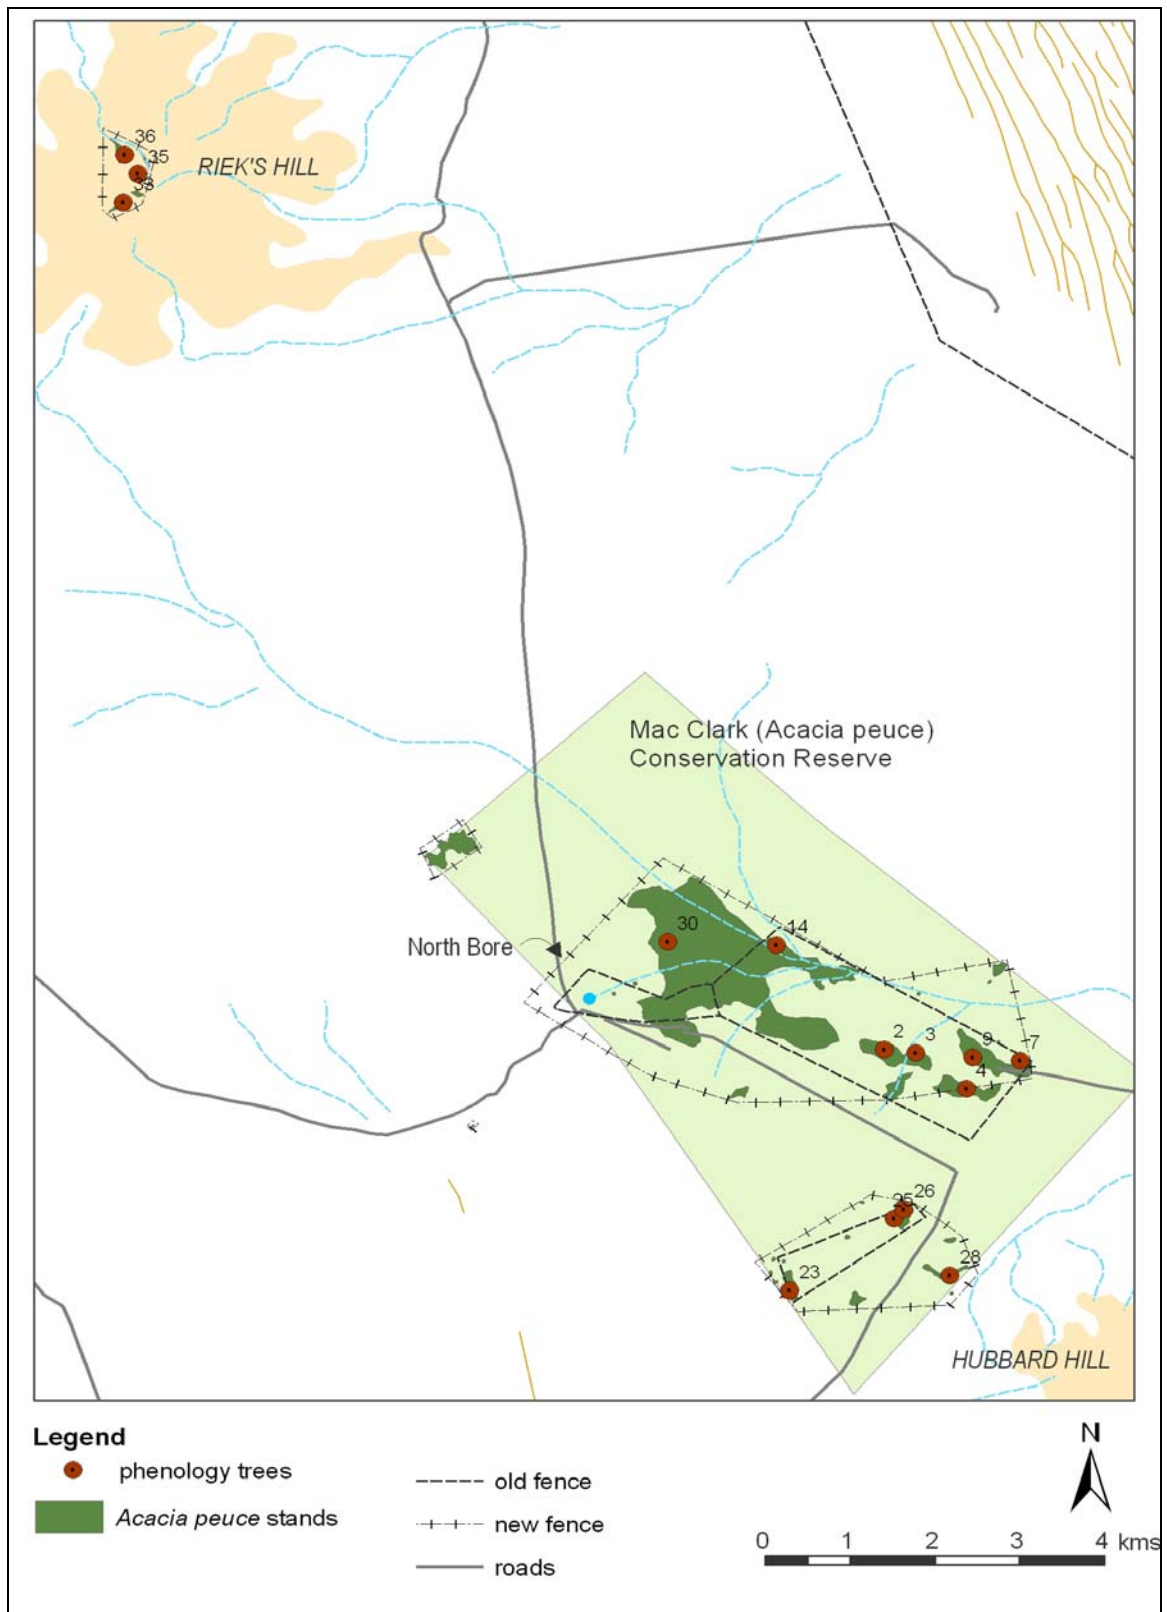 36
35
RIEK'S HILL
Mac Clark (Acacia peuce)
Conservation Reserve
North Bore
30
14
2
3
9
7
4
26
25
28
23
HUBBARD HILL
Legend
phenology trees
Acacia peuce stands
old fence
new fence
roads
N
0 1 2 3 4 kms